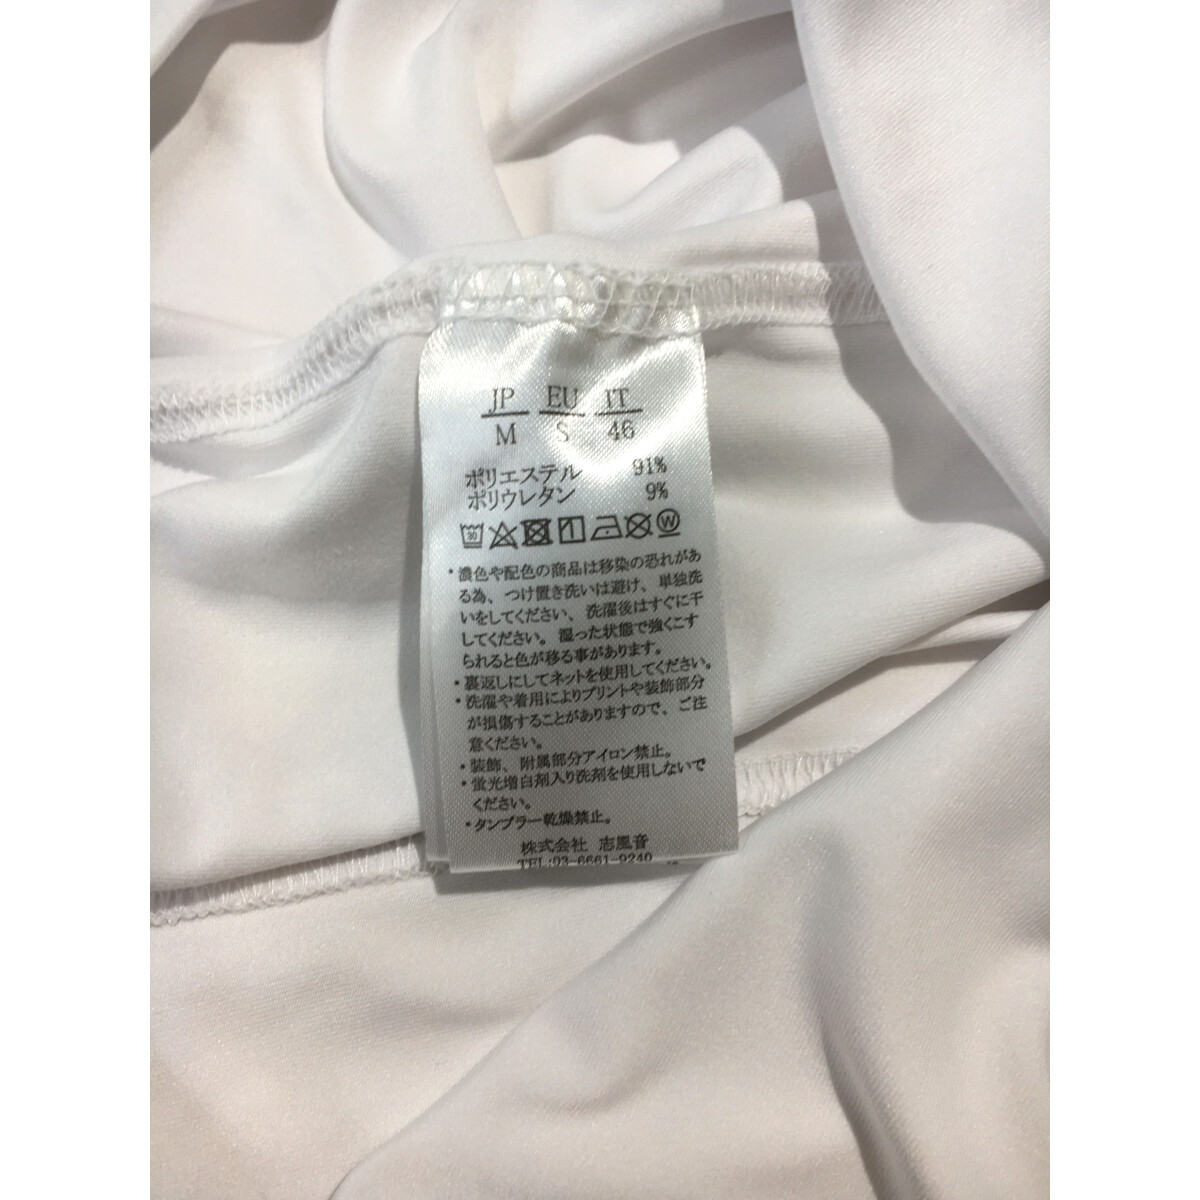 JP EU IT
M S 46
ポリエステル 91%
ポリウレタン 9%
30 W
・濃色や配色の商品は移染の恐れがあ
る為、つけ置き洗いは避け、単独洗
いをしてください、洗濯後はすぐに干
してください。湿った状態で強くこす
られると色が移る事があります。
・裏返しにしてネットを使用してください。
・洗濯や着用によりプリントや装飾部分
が損傷することがありますので、ご注
意ください。
・装飾、附属部分アイロン禁止。
・蛍光増白剤入り洗剤を使用しないで
ください。
・タンブラー乾燥禁止。
株式会社 志風音
TEL:03-6661-9240